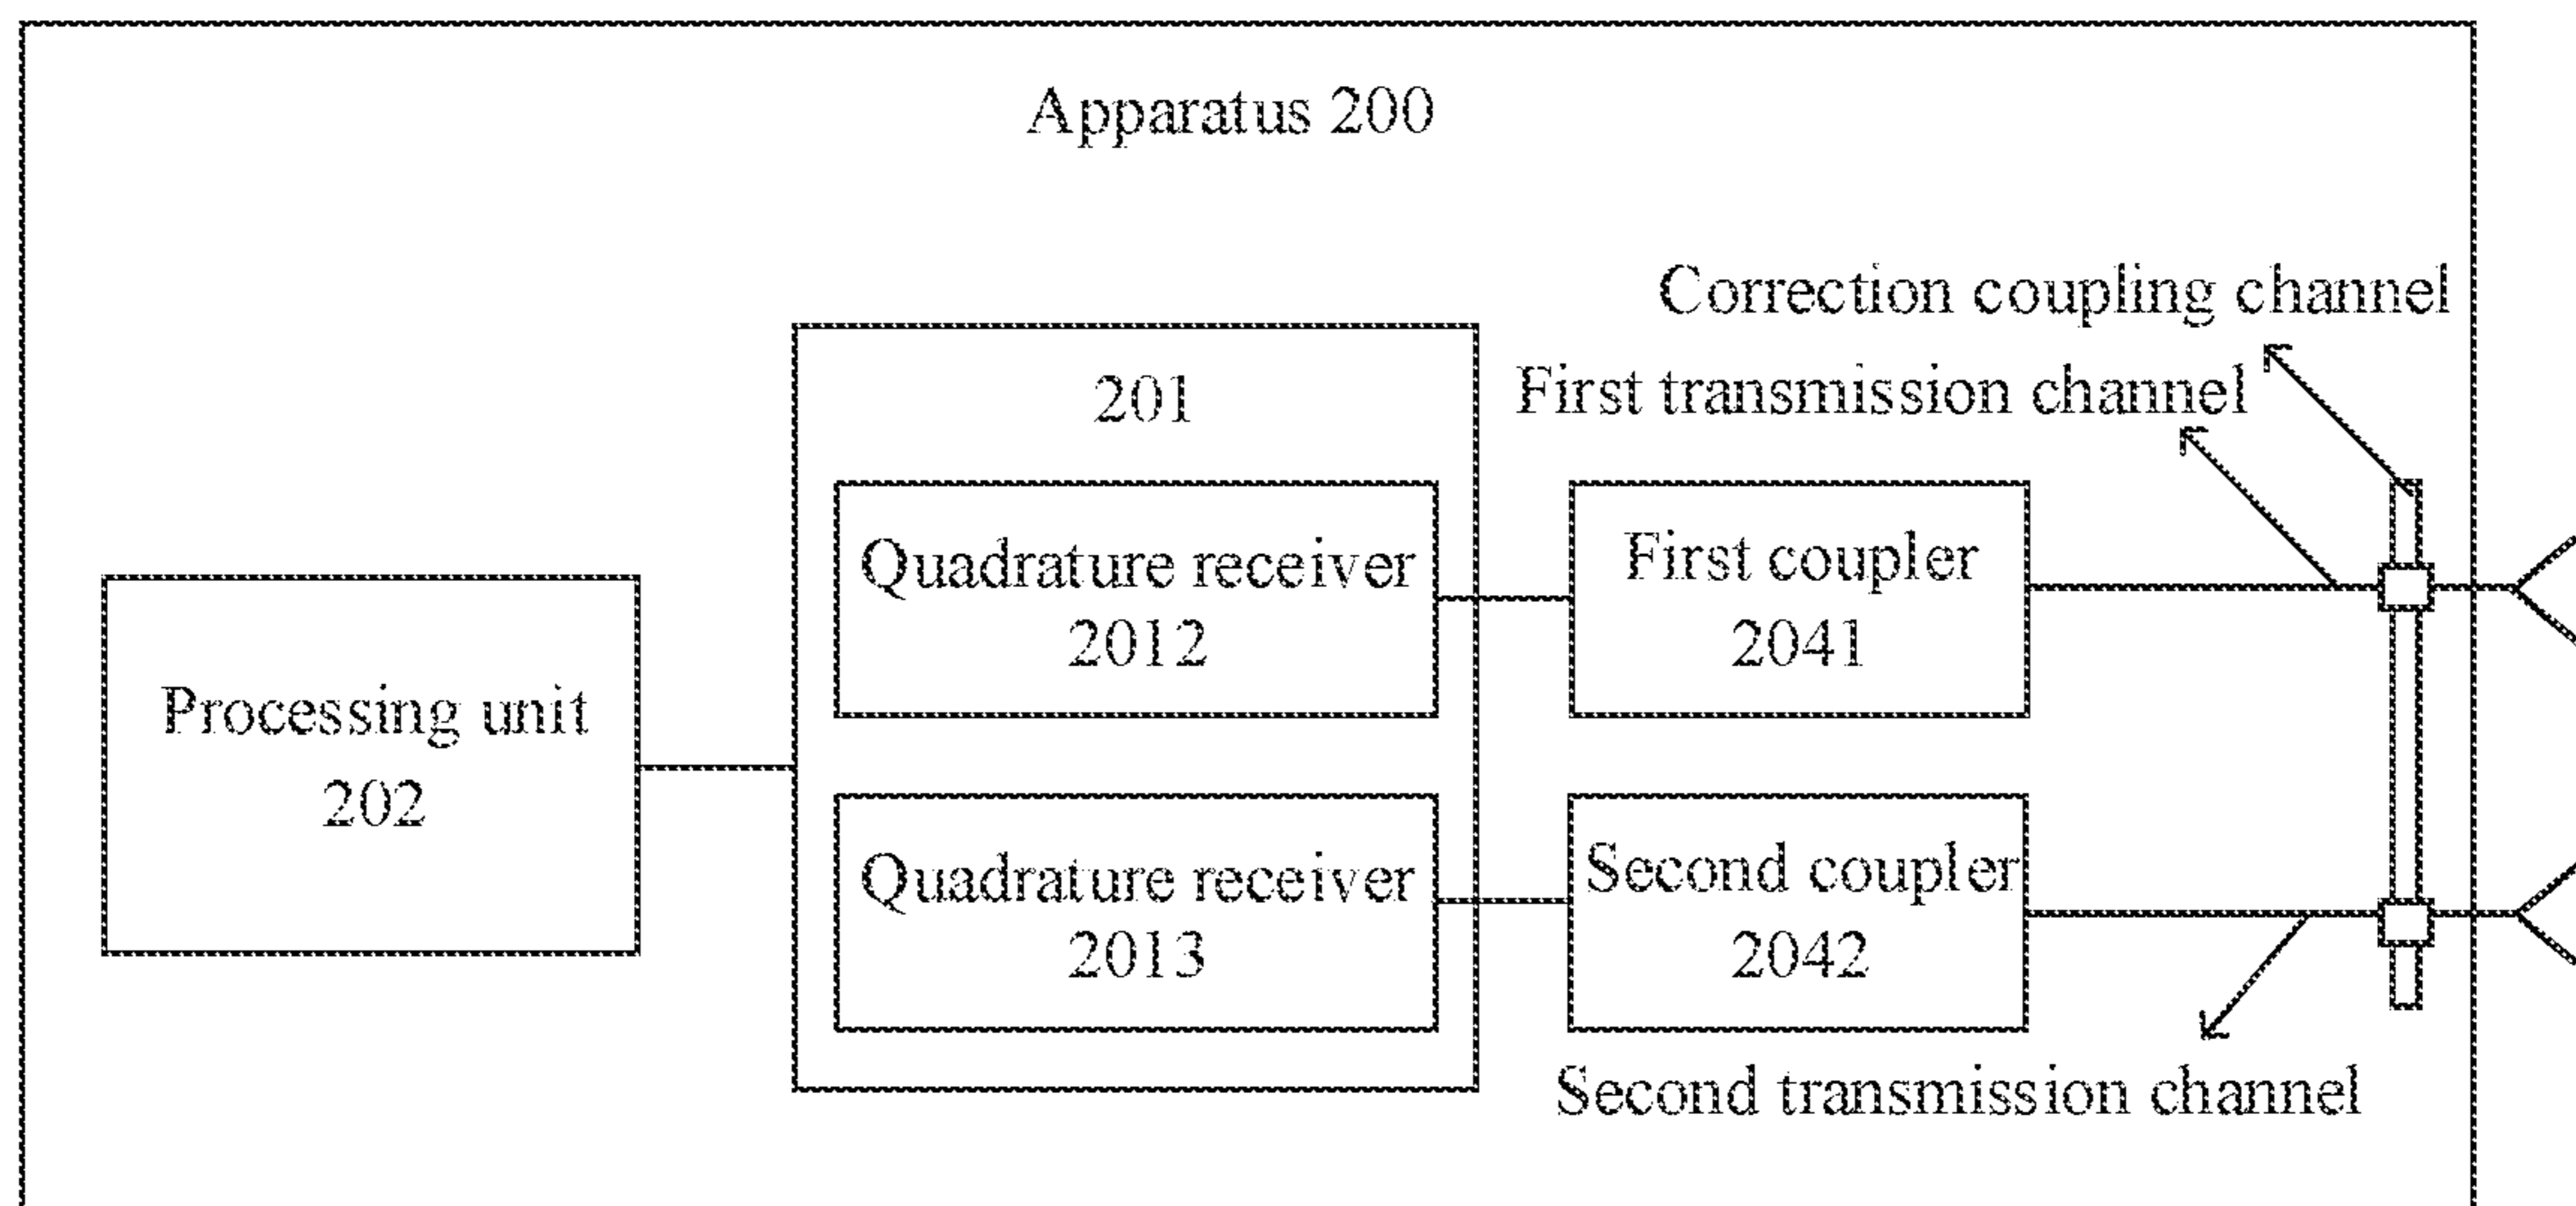 Apparatus 200
Correction coupling channel
First transmission channel
201
Quadrature receiver
2012
First coupler
2041
Processing unit
202
Quadrature receiver
2013
Second coupler
2042
Second transmission channel